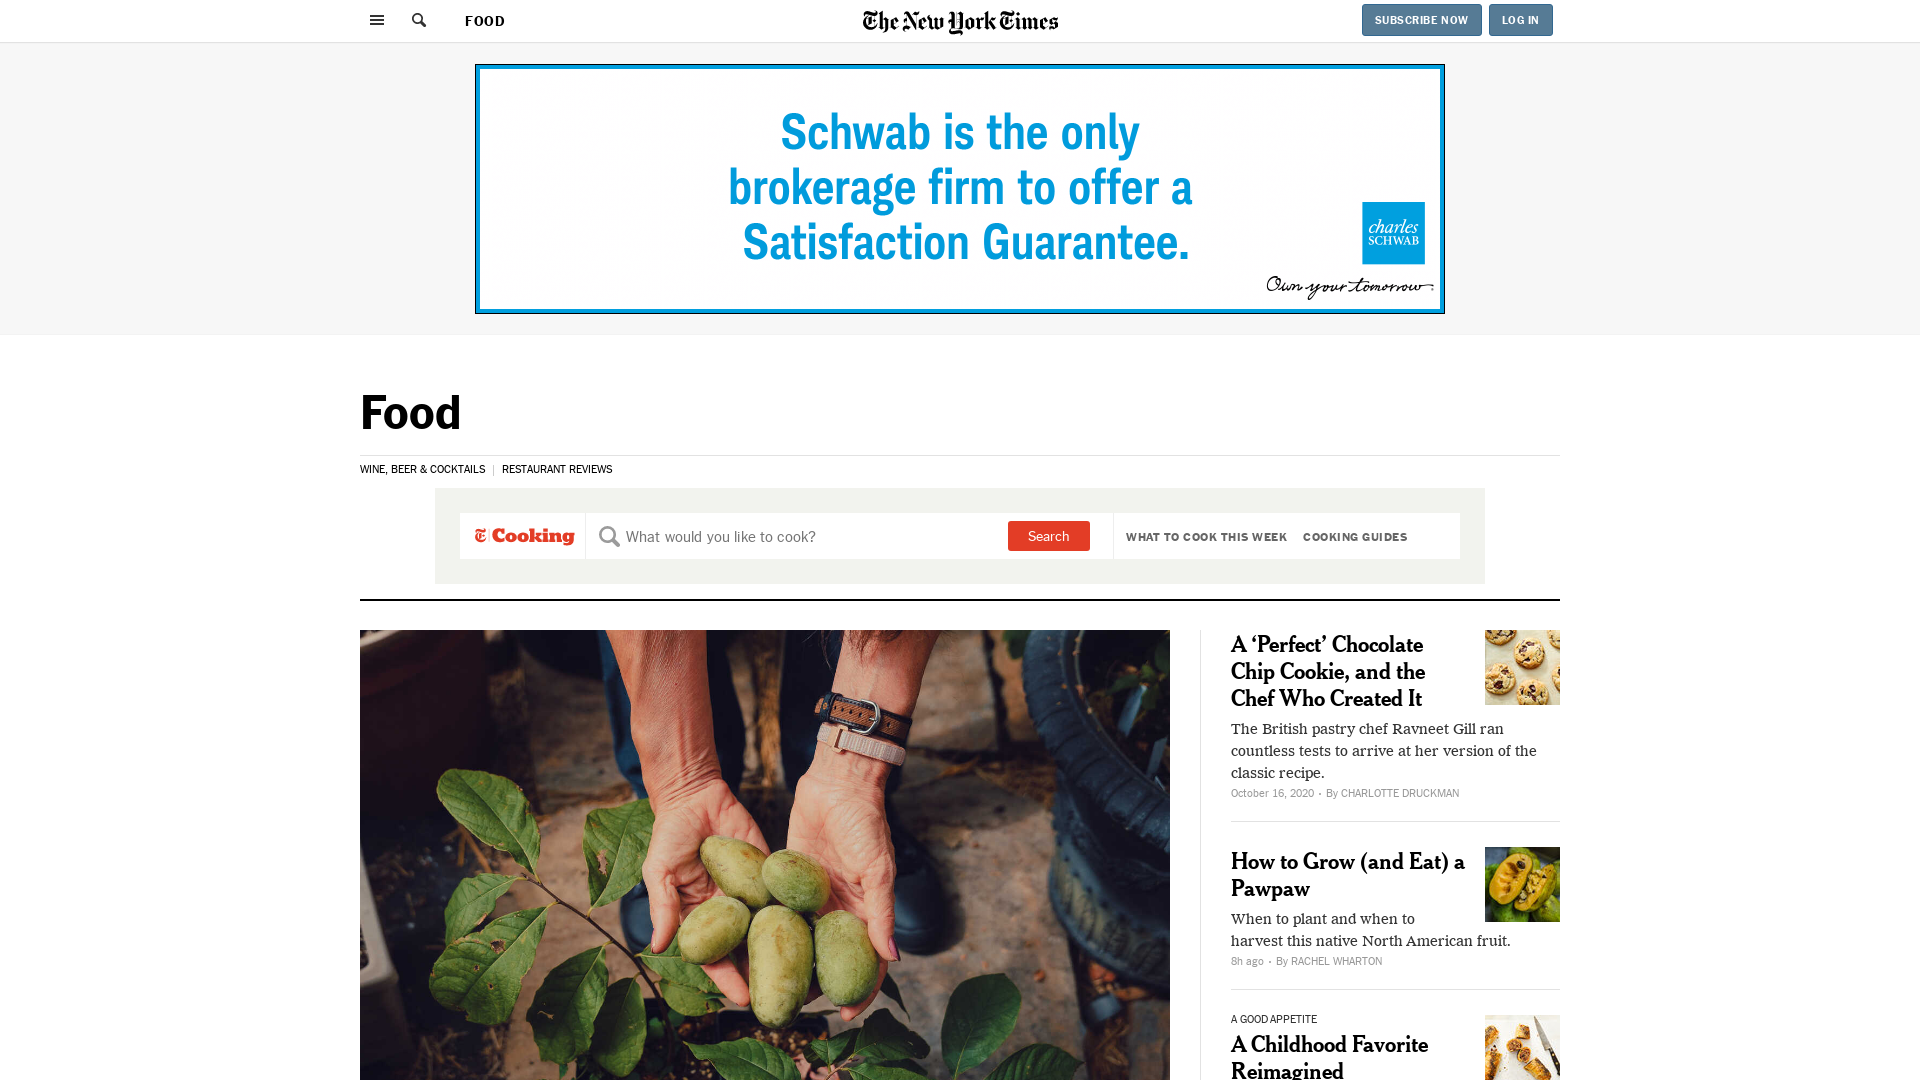 FOOD
The New York Times
SUBSCRIBE NOW
LOG IN
Schwab is the only
brokerage firm to offer a
Satisfaction Guarantee.
charles
SCHWAB
Own your tomorrow.
Food
WINE, BEER & COCKTAILS | RESTAURANT REVIEWS
T Cooking
What would you like to cook?
Search
WHAT TO COOK THIS WEEK
COOKING GUIDES
A ‘Perfect’ Chocolate
Chip Cookie, and the
Chef Who Created It
The British pastry chef Ravneet Gill ran
countless tests to arrive at her version of the
classic recipe.
October 16, 2020 • By CHARLOTTE DRUCKMAN
How to Grow (and Eat) a
Pawpaw
When to plant and when to
harvest this native North American fruit.
8h ago • By RACHEL WHARTON
A GOOD APPETITE
A Childhood Favorite
Reimagined